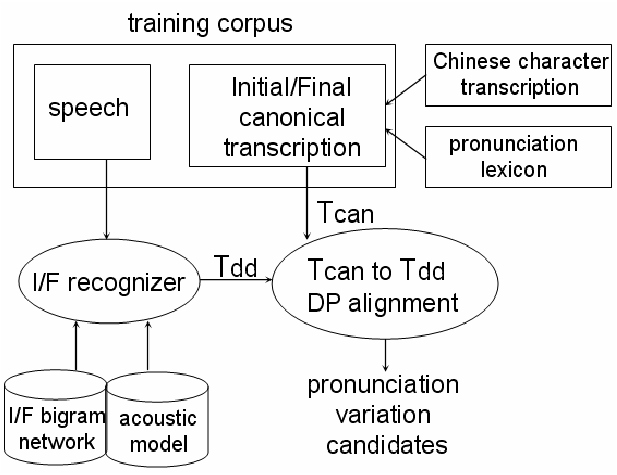 training corpus
speech
Initial/Final
canonical
transcription
Chinese character
transcription
pronunciation
lexicon
Tcan
I/F recognizer
Tdd
Tcan to Tdd
DP alignment
I/F bigram
network
acoustic
model
pronunciation
variation
candidates